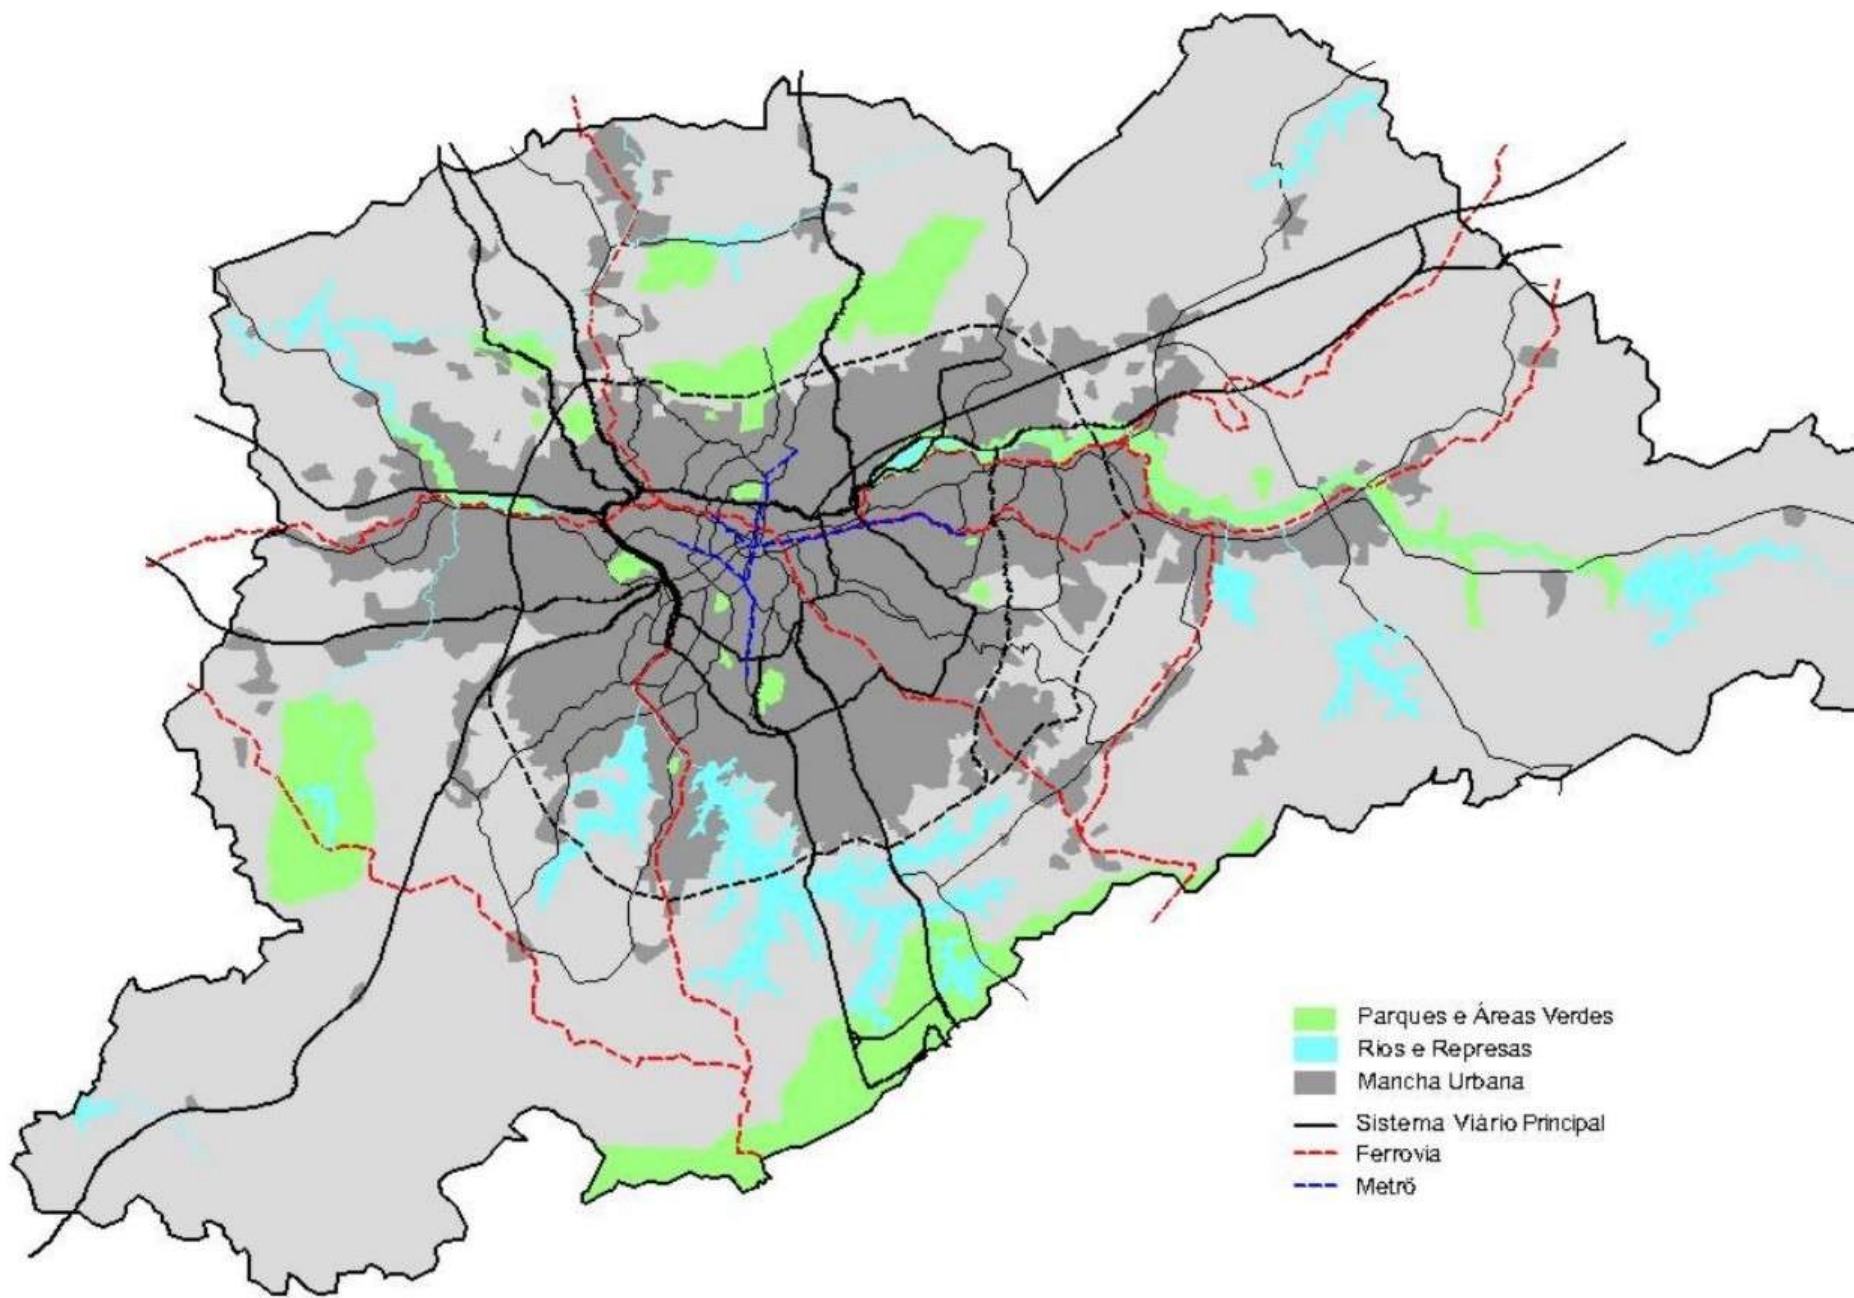 Parques e Áreas Verdes
Rios e Represas
Mancha Urbana
Sistema Viário Principal
Ferrovia
Metrô